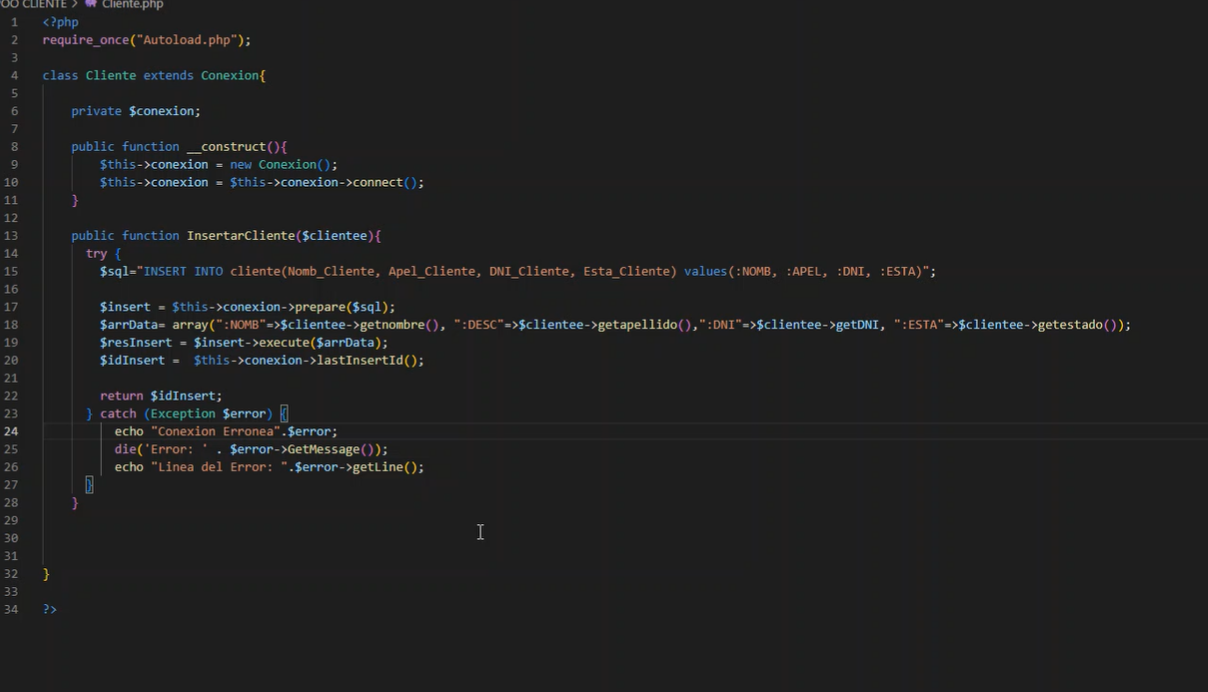 POO CLIENTE > Cliente.php
1 <?php
2 require_once("Autoload.php");
3
4 class Cliente extends Conexion{
5
6 private $conexion;
7
8 public function __construct(){
9 $this->conexion = new Conexion();
10 $this->conexion = $this->conexion->connect();
11 }
12
13 public function InsertarCliente($clientee){
14 try {
15 $sql="INSERT INTO cliente(Nomb_Cliente, Apel_Cliente, DNI_Cliente, Esta_Cliente) values(:NOMB, :APEL, :DNI, :ESTA)";
16
17 $insert = $this->conexion->prepare($sql);
18 $arrData= array(":NOMB"=>$clientee->getnombre(), ":DESC"=>$clientee->getapellido(),":DNI"=>$clientee->getDNI, ":ESTA"=>$clientee->getestado());
19 $resInsert = $insert->execute($arrData);
20 $idInsert =  $this->conexion->lastInsertId();
21
22 return $idInsert;
23 } catch (Exception $error) {
24 echo "Conexion Erronea".$error;
25 die('Error: ' . $error->GetMessage());
26 echo "Linea del Error: ".$error->getLine();
27 }
28 }
29
30
31
32 }
33
34 ?>